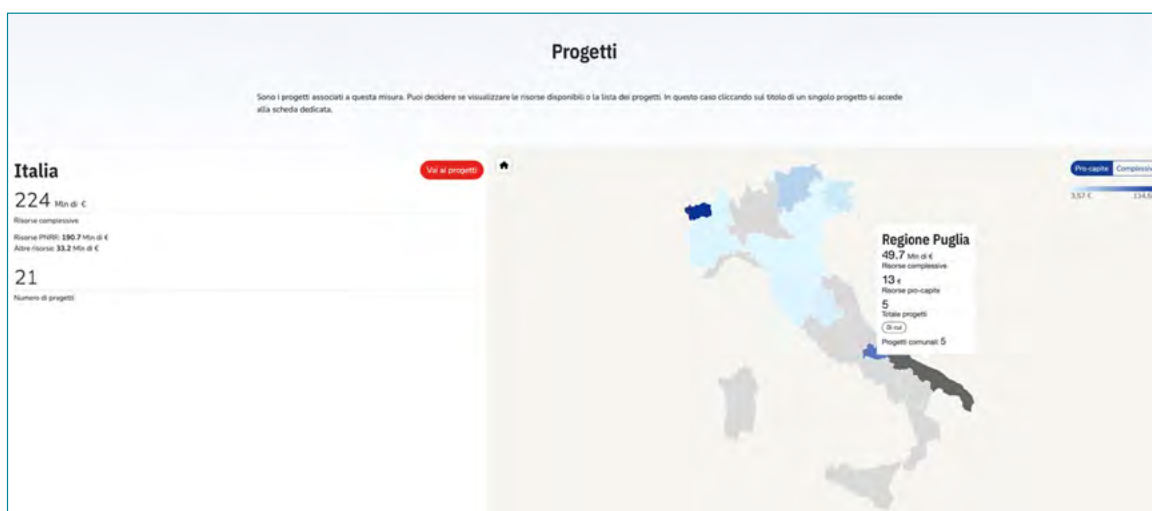 Progetti
Sono i progetti associati a questa misura. Puoi decidere se visualizzare le risorse disponibili o la lista dei progetti. In questo caso cliccando sul titolo di un singolo progetto si accede
alla scheda dedicata.
Italia
Vai ai progetti
224 Mln di €
Risorse complessive
Risorse PNRR: 190.7 Mln di €
Altre risorse: 33.2 Mln di €
21
Numero di progetti
Pro-capite
3,57 €
Regione Puglia
49.7 Mln di €
Risorse complessive
13 €
Risorse pro-capite
5
Totale progetti
Di cui
Progetti comunali: 5